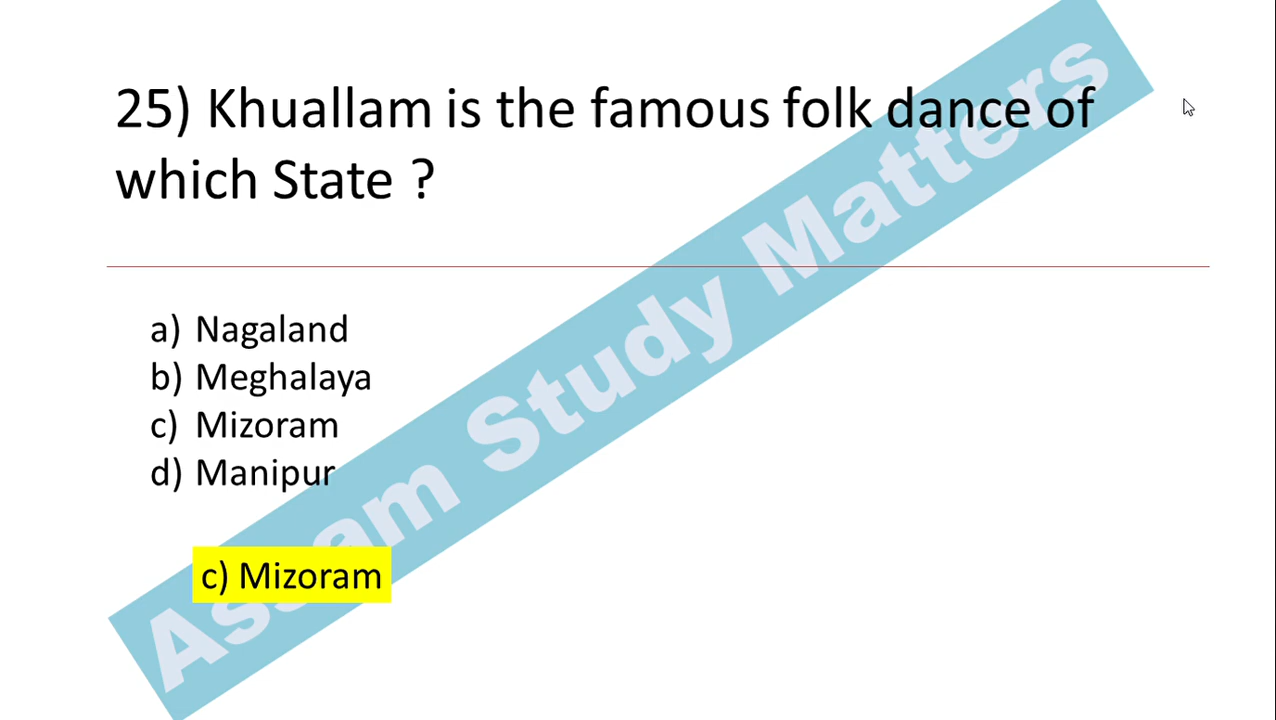 25) Khuallam is the famous folk dance of
which State ?
a) Nagaland
b) Meghalaya
c) Mizoram
d) Manipur
c) Mizoram
Assam Study Matters